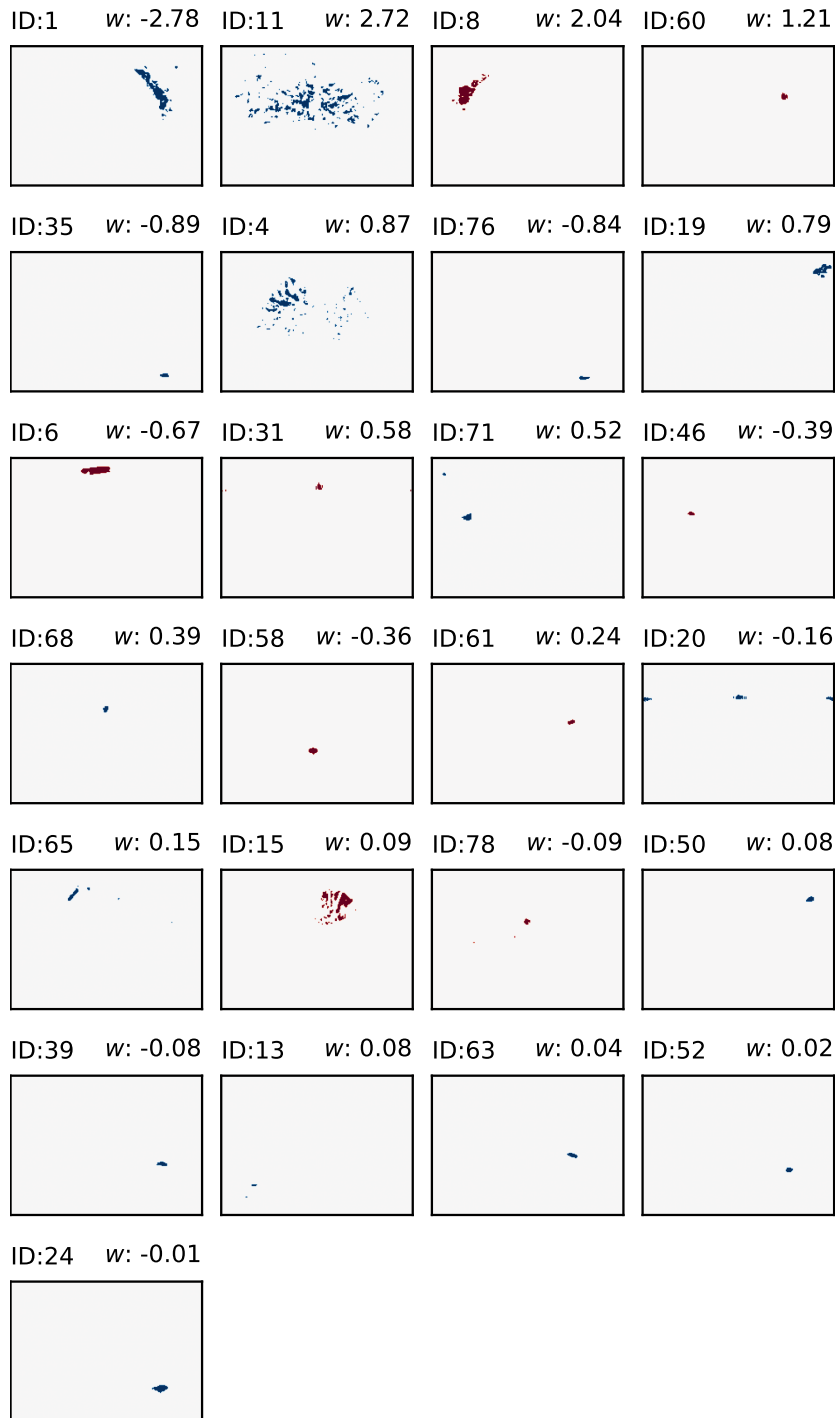 ID:1 w: -2.78 ID:11 w: 2.72 ID:8 w: 2.04 ID:60 w: 1.21
ID:35 w: -0.89 ID:4 w: 0.87 ID:76 w: -0.84 ID:19 w: 0.79
ID:6 w: -0.67 ID:31 w: 0.58 ID:71 w: 0.52 ID:46 w: -0.39
ID:68 w: 0.39 ID:58 w: -0.36 ID:61 w: 0.24 ID:20 w: -0.16
ID:65 w: 0.15 ID:15 w: 0.09 ID:78 w: -0.09 ID:50 w: 0.08
ID:39 w: -0.08 ID:13 w: 0.08 ID:63 w: 0.04 ID:52 w: 0.02
ID:24 w: -0.01